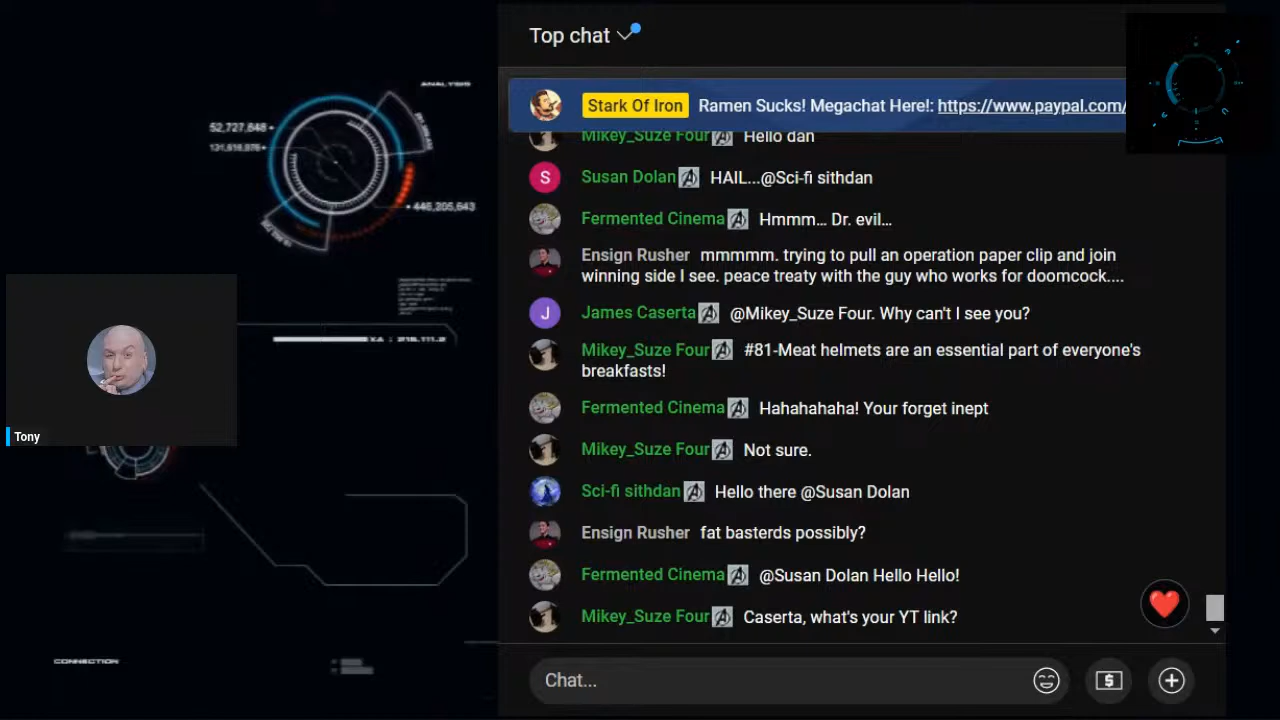 Top chat
Stark Of Iron Ramen Sucks! Megachat Here!: https://www.paypal.com/
Mikey_Suze Four Hello dan
S Susan Dolan HAIL...@Sci-fi sithdan
Fermented Cinema Hmmm... Dr. evil...
Ensign Rusher mmmmm. trying to pull an operation paper clip and join
winning side I see. peace treaty with the guy who works for doomcock....
J James Caserta @Mikey_Suze Four. Why can't I see you?
Mikey_Suze Four #81-Meat helmets are an essential part of everyone's
breakfasts!
Fermented Cinema Hahahahaha! Your forget inept
Mikey_Suze Four Not sure.
Sci-fi sithdan Hello there @Susan Dolan
Ensign Rusher fat basterds possibly?
Fermented Cinema @Susan Dolan Hello Hello!
Mikey_Suze Four Caserta, what's your YT link?
Chat...
ANALYSIS
52,727,848
446,205,643
Tony
CONNECTION